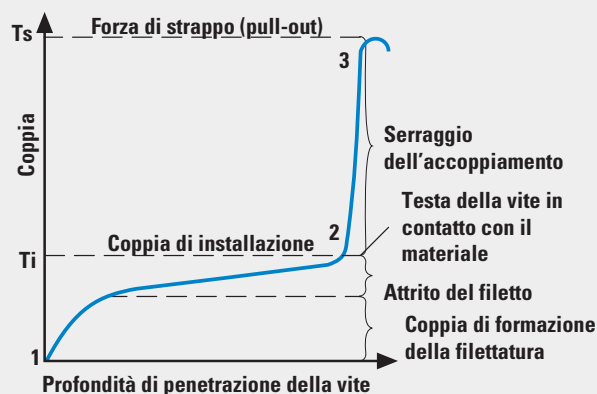 Ts
Forza di strappo (pull-out)
3
Coppia
Serraggio
dell'accoppiamento
2
Testa della vite in
contatto con il
materiale
Coppia di installazione
Ti
Attrito del filetto
Coppia di formazione
della filettatura
1
Profondità di penetrazione della vite